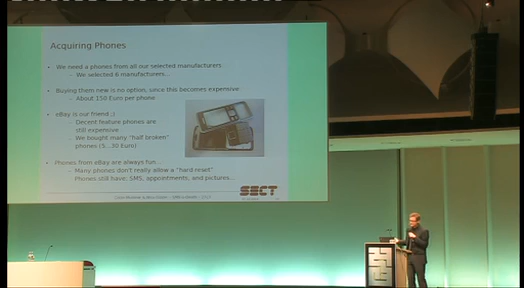 Acquiring Phones
• We need a phones from all our selected manufacturers:
– We selected 6 manufacturers...
• Buying them new is no option, since this becomes expensive
– About 150 Euro per phone
• eBay is our friend ;)
– Decent feature phones are
still expensive
– We bought many "half broken"
phones (5...30 Euro)
• Phones from eBay are always fun...
– Many phones don't really allow a "hard reset"
Phones still have: SMS, appointments, and pictures...
SECT